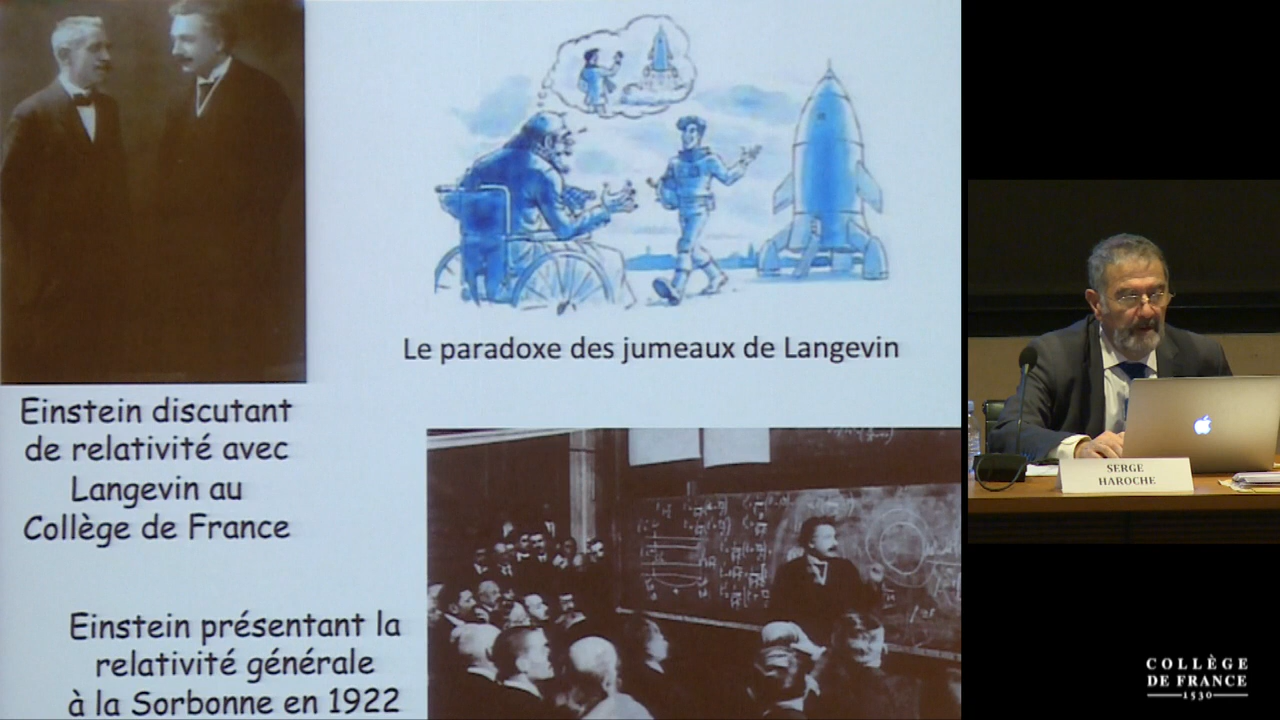 Le paradoxe des jumeaux de Langevin
Einstein discutant
de relativité avec
Langevin au
Collège de France
Einstein présentant la
relativité générale
à la Sorbonne en 1922
SERGE
HAROCHE
COLLÈGE
DE FRANCE
1530